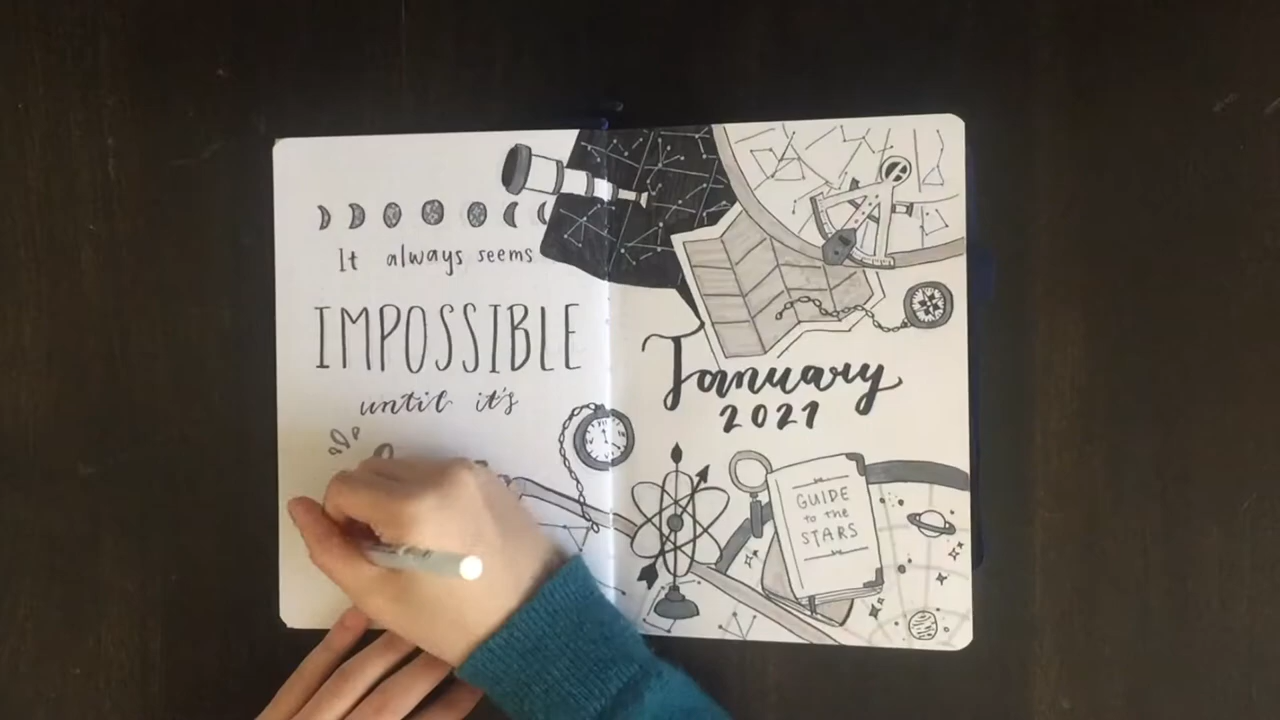 It always seems
IMPOSSIBLE
until it's
January
2021
GUIDE
to the
STARS